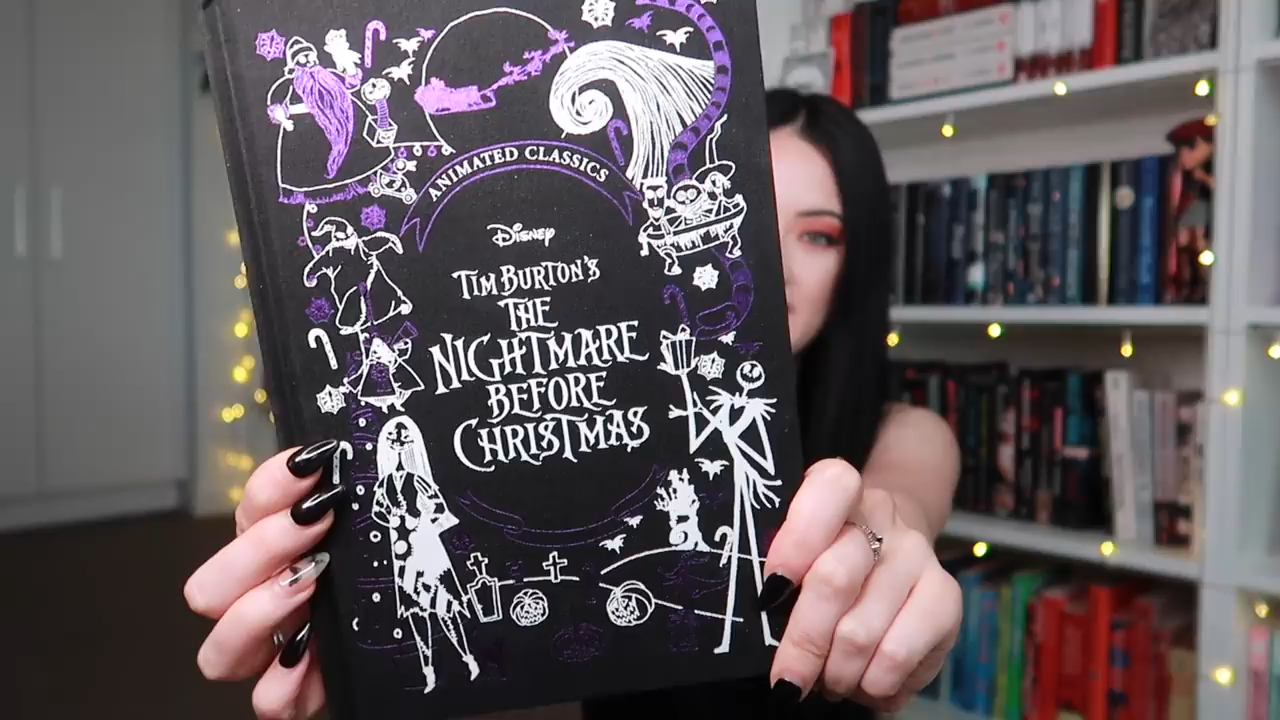 ANIMATED CLASSICS
Disney
TIM BURTON'S
THE
NIGHTMARE
BEFORE
CHRISTMAS